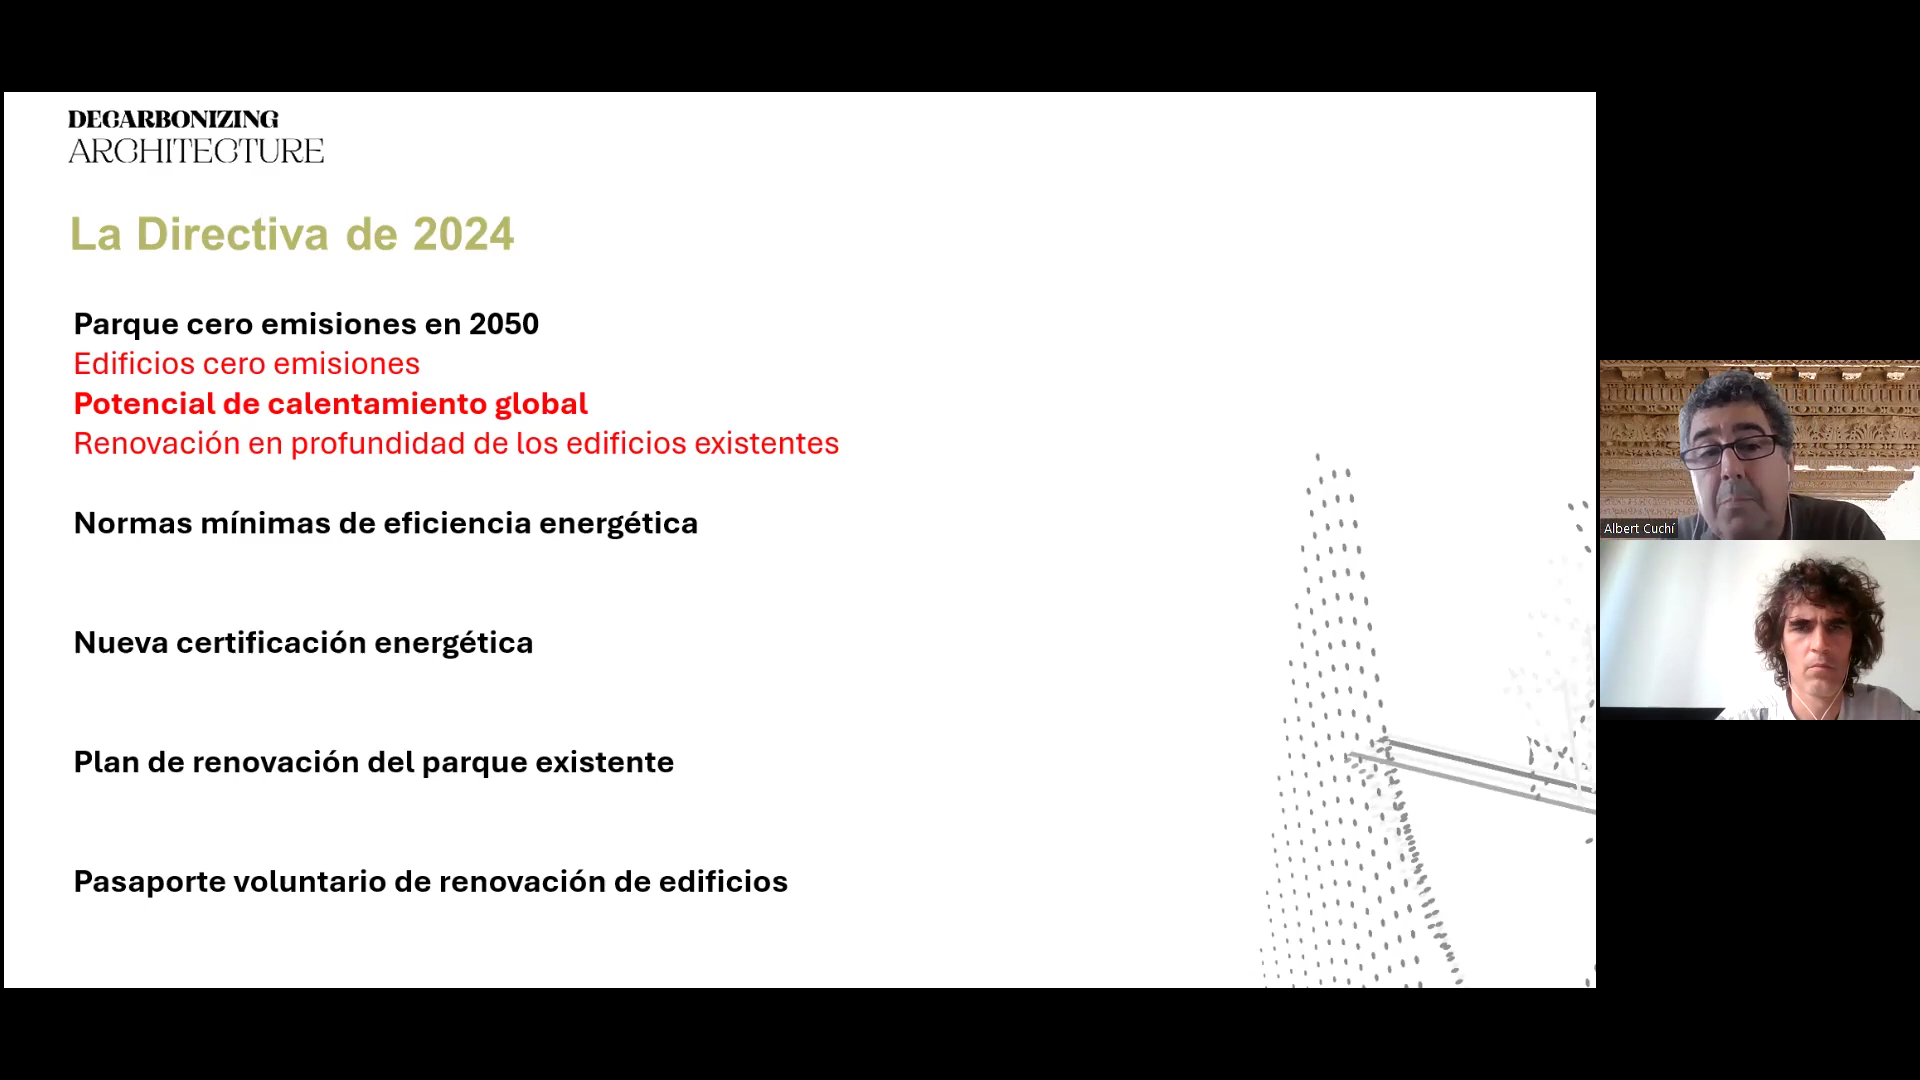 DECARBONIZING
ARCHITECTURE
La Directiva de 2024
Parque cero emisiones en 2050
Edificios cero emisiones
Potencial de calentamiento global
Renovación en profundidad de los edificios existentes
Normas mínimas de eficiencia energética
Nueva certificación energética
Plan de renovación del parque existente
Pasaporte voluntario de renovación de edificios
Albert Cuchí